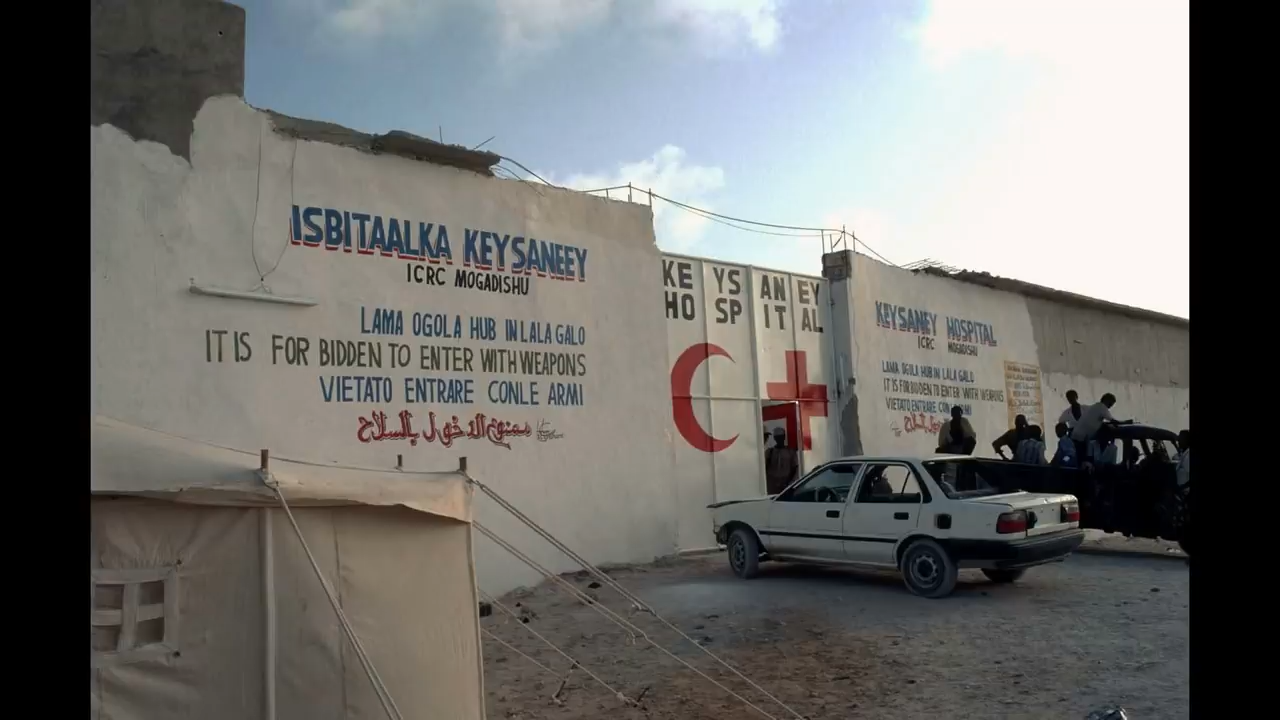 ISBITAALKA KEYSANEEY
ICRC MOGADISHU
LAMA OGOLA HUB IN LALA GALO
IT IS FOR BIDDEN TO ENTER WITH WEAPONS
VIETATO ENTRARE CONLE ARMI
ممنوع الدخول بالسلاح
KE YS AN EY
HO SP IT AL
KEYSANEY HOSPITAL
ICRC MOGADISHU
LAMA OGOLA HUB IN LALA GALO
IT IS FOR BIDDEN TO ENTER WITH WEAPONS
VIETATO ENTRARE CONLE ARMI